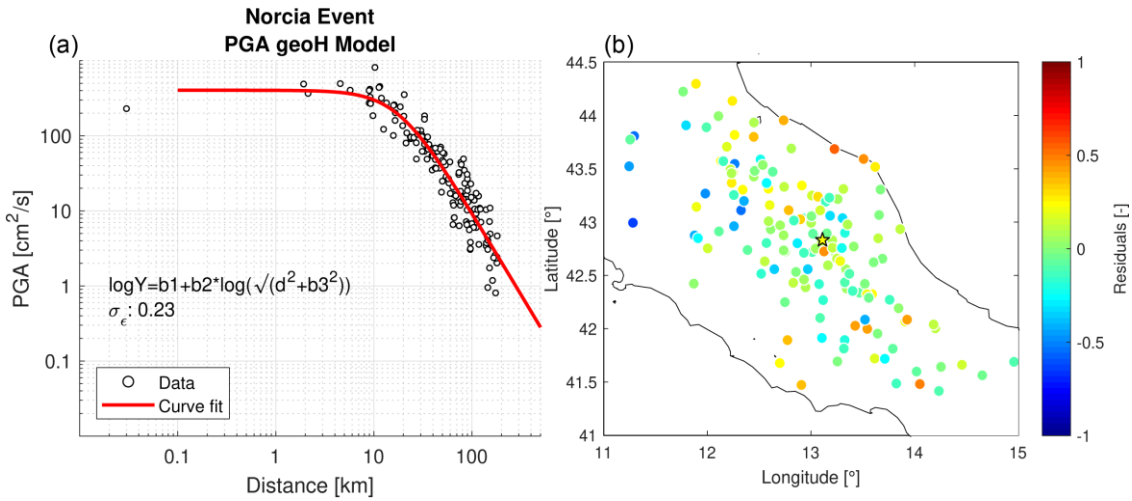 Norcia Event
PGA geoH Model
(a)
PGA [cm²/s]
100
10
1
0.1
logY=b1+b2*log(√(d²+b3²))
σ_ϵ: 0.23
Data
Curve fit
0.1
1
10
100
Distance [km]
(b)
44.5
44
43.5
43
42.5
42
41.5
41
Latitude [°]
11
12
13
14
15
Longitude [°]
1
0.5
0
-0.5
-1
Residuals [-]